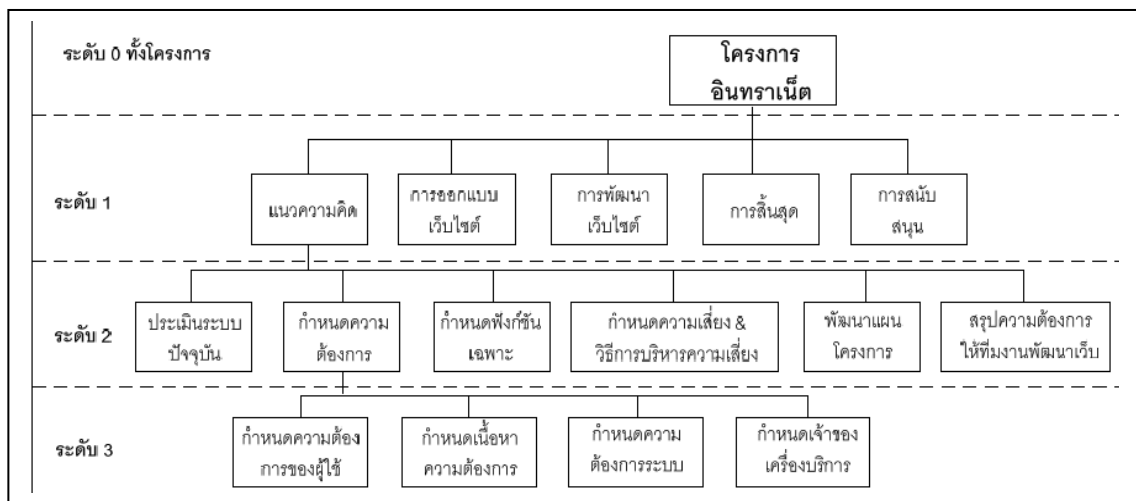 ระดับ 0 ทั้งโครงการ
โครงการ
อินทราเน็ต
ระดับ 1
แนวความคิด
การออกแบบ
เว็บไซต์
การพัฒนา
เว็บไซต์
การสิ้นสุด
การสนับ
สนุน
ระดับ 2
ประเมินระบบ
ปัจจุบัน
กำหนดความ
ต้องการ
กำหนดฟังก์ชัน
เฉพาะ
กำหนดความเสี่ยง &
วิธีการบริหารความเสี่ยง
พัฒนาแผน
โครงการ
สรุปความต้องการ
ให้ทีมงานพัฒนาเว็บ
ระดับ 3
กำหนดความต้อง
การของผู้ใช้
กำหนดเนื้อหา
ความต้องการ
กำหนดความ
ต้องการระบบ
กำหนดเจ้าของ
เครื่องบริการ